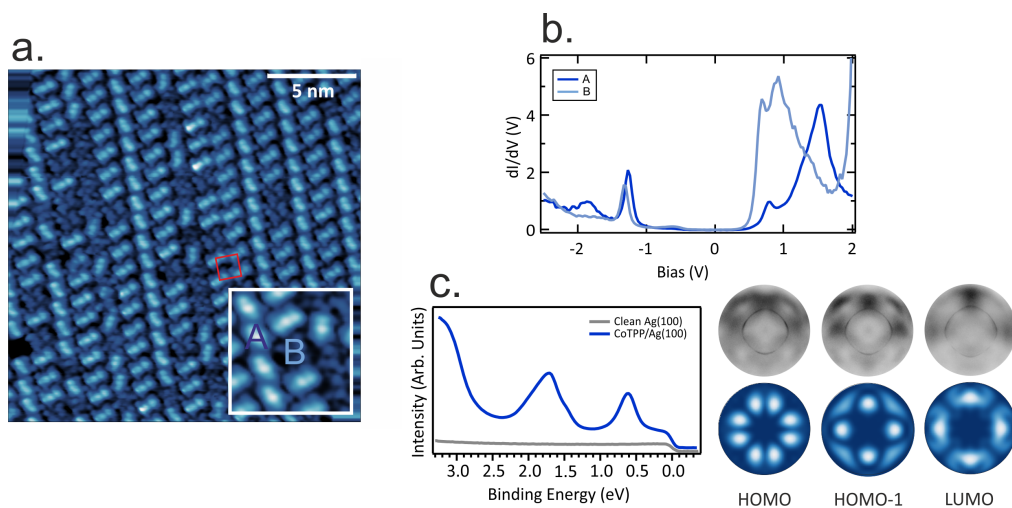 a.
5 nm
A
B
b.
dI/dV (V)
6
4
2
0
A
B
-2
-1
0
1
2
Bias (V)
c.
Intensity (Arb. Units)
Clean Ag(100)
CoTPP/Ag(100)
3.0
2.5
2.0
1.5
1.0
0.5
0.0
Binding Energy (eV)
HOMO
HOMO-1
LUMO